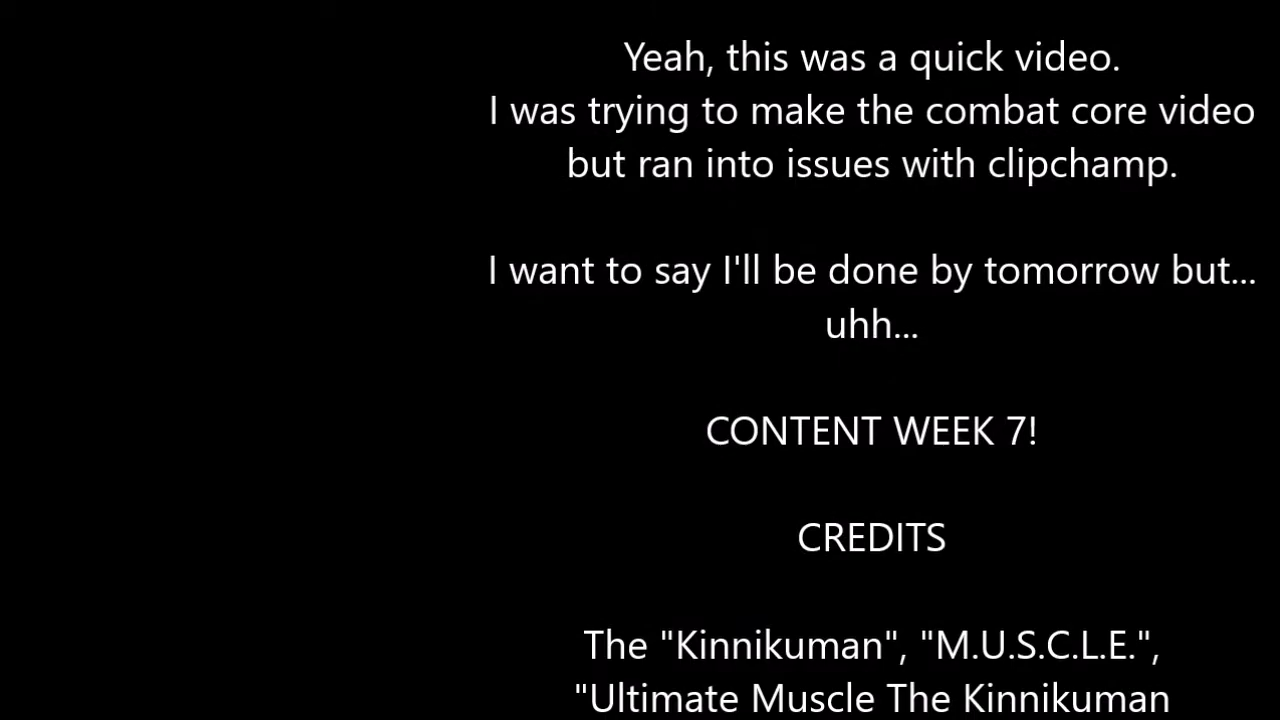 Yeah, this was a quick video.
I was trying to make the combat core video
but ran into issues with clipchamp.
I want to say I'll be done by tomorrow but...
uhh...
CONTENT WEEK 7!
CREDITS
The "Kinnikuman", "M.U.S.C.L.E.",
"Ultimate Muscle The Kinnikuman